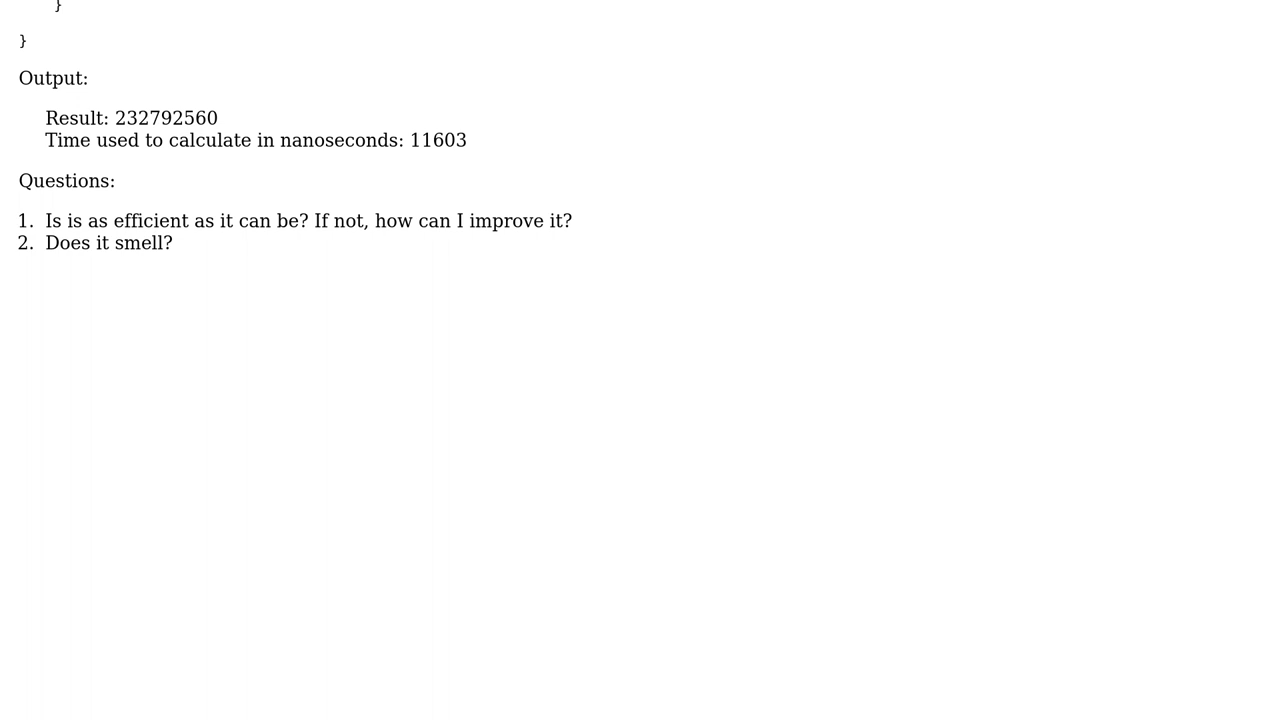 }
}
Output:
Result: 232792560
Time used to calculate in nanoseconds: 11603
Questions:
1. Is is as efficient as it can be? If not, how can I improve it?
2. Does it smell?